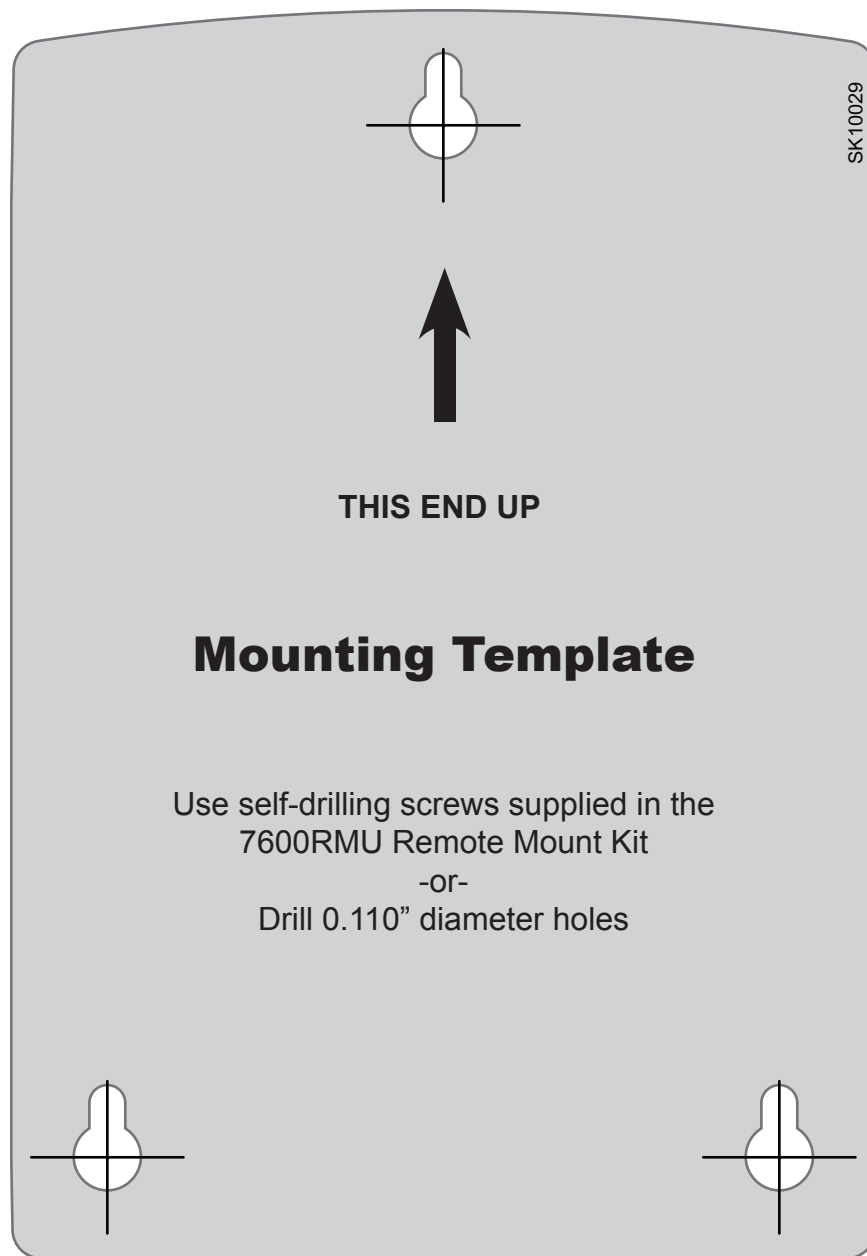 SK10029
THIS END UP
Mounting Template
Use self-drilling screws supplied in the
7600RMU Remote Mount Kit
-or-
Drill 0.110” diameter holes